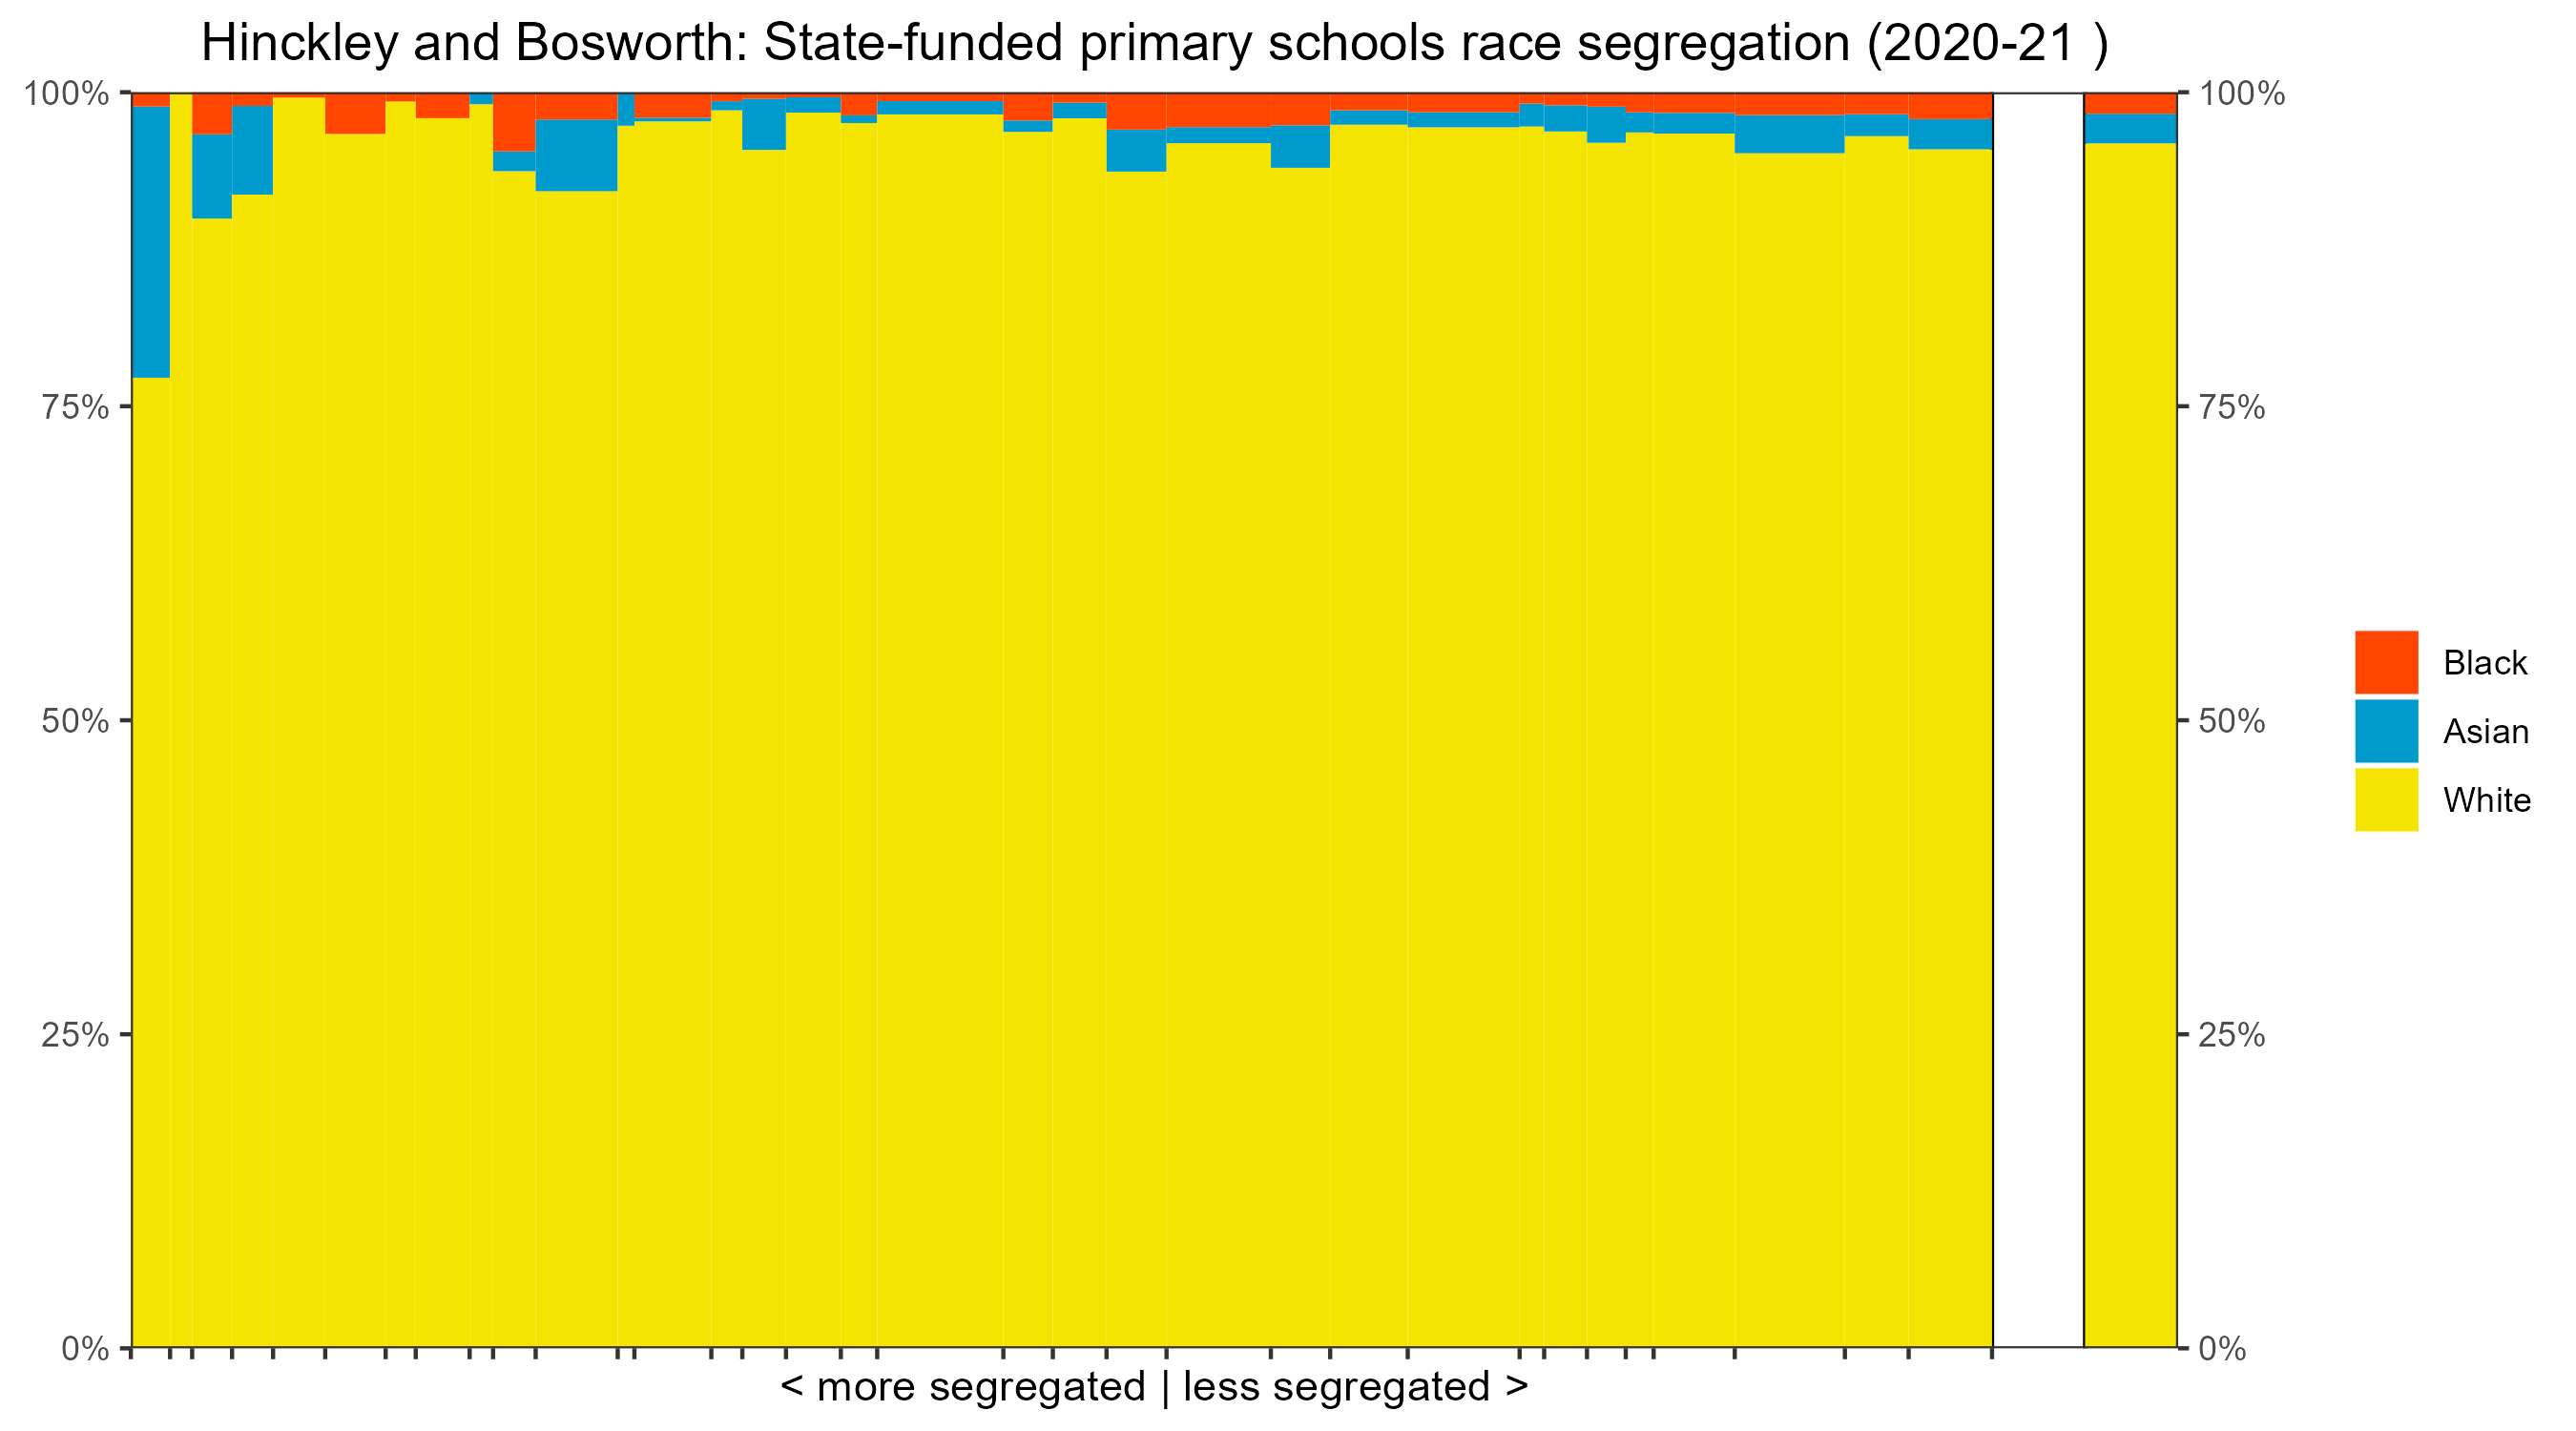 Hinckley and Bosworth: State-funded primary schools race segregation (2020-21 )
100%
75%
50%
25%
0%
100%
75%
50%
25%
0%
Black
Asian
White
< more segregated | less segregated >